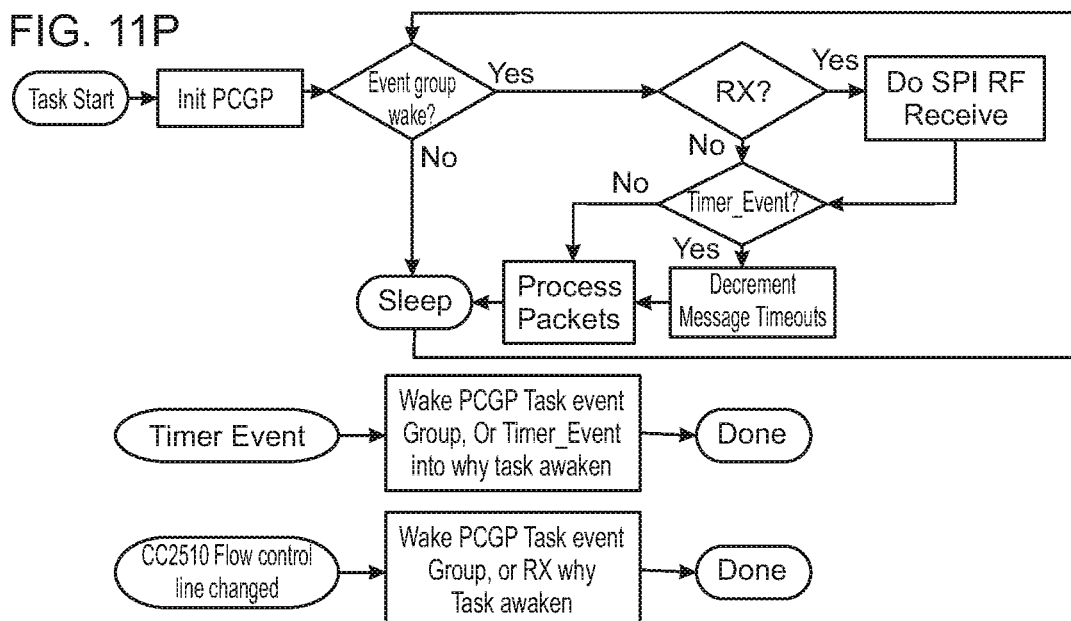 FIG. 11P
Task Start
Init PCGP
Event group
wake?
Yes
No
RX?
Yes
No
Do SPI RF
Receive
Timer_Event?
No
Yes
Decrement
Message Timeouts
Process
Packets
Sleep
Timer Event
Wake PCGP Task event
Group, Or Timer_Event
into why task awaken
Done
CC2510 Flow control
line changed
Wake PCGP Task event
Group, or RX why
Task awaken
Done